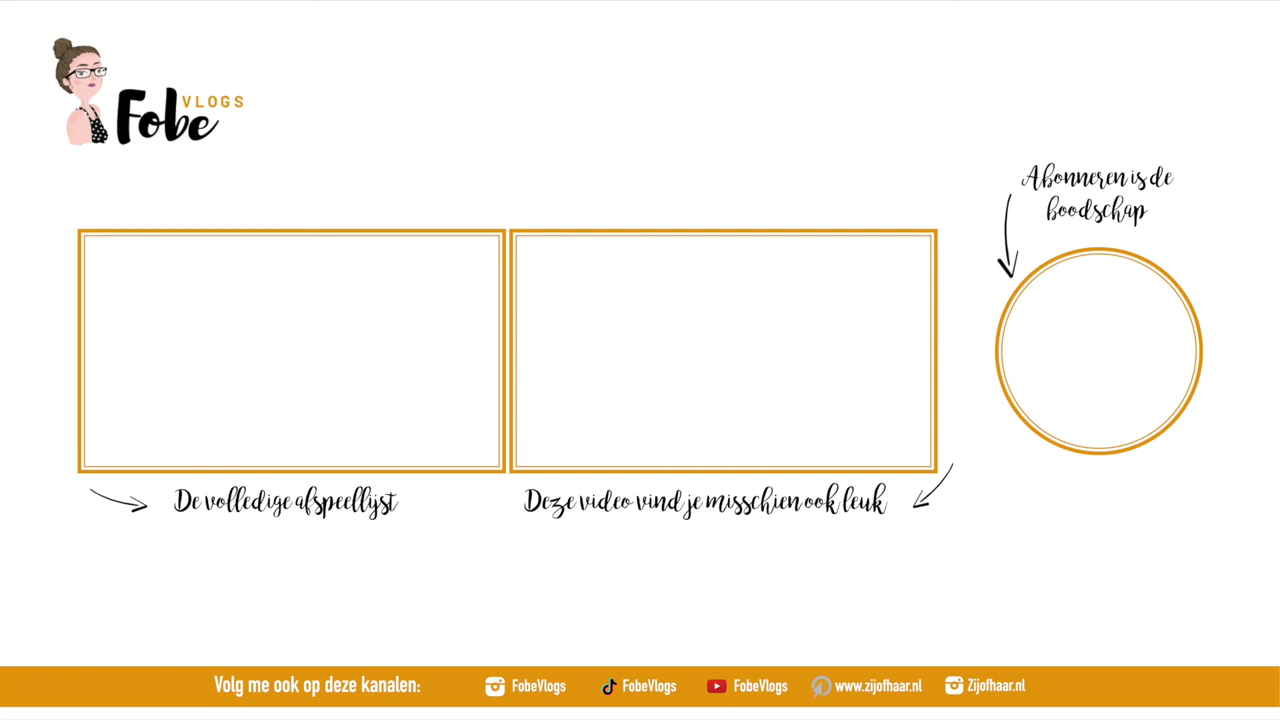 VLOGS
Fobe
Abonneren is de
boodschap
De volledige afspeellijst
Deze video vind je misschien ook leuk
Volg me ook op deze kanalen:
FobeVlogs
FobeVlogs
FobeVlogs
www.zijofhaar.nl
Zijofhaar.nl